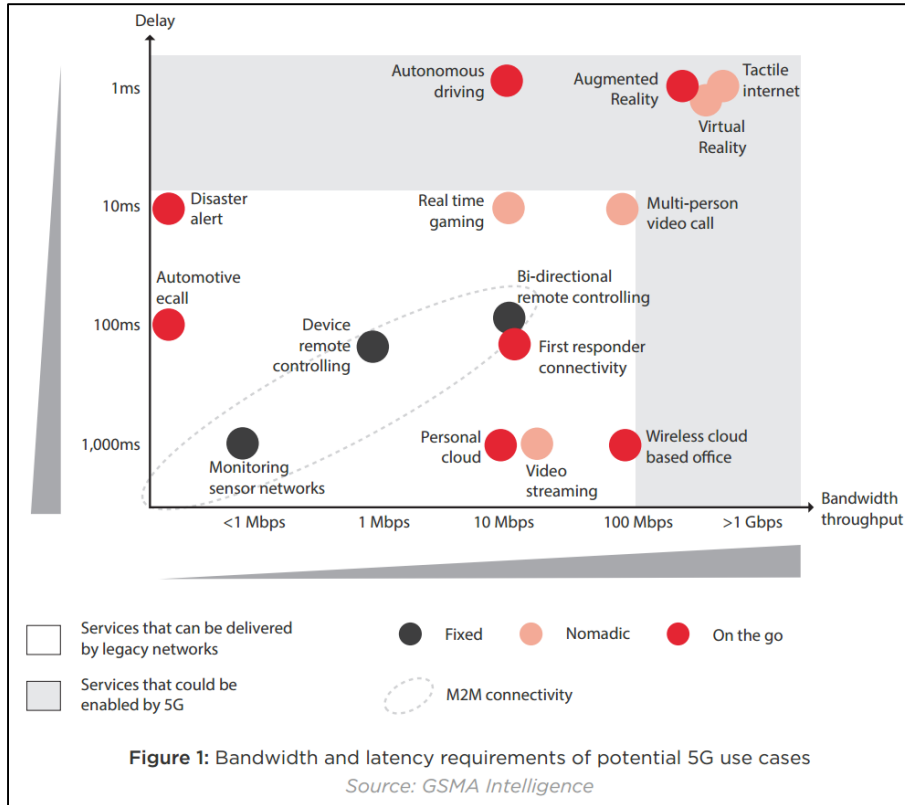 Delay
1ms
Autonomous
driving
Augmented
Reality
Tactile
internet
Virtual
Reality
10ms
Disaster
alert
Real time
gaming
Multi-person
video call
Automotive
ecall
Bi-directional
remote controlling
100ms
Device
remote
controlling
First responder
connectivity
1,000ms
Monitoring
sensor networks
Personal
cloud
Video
streaming
Wireless cloud
based office
Bandwidth
throughput
<1 Mbps
1 Mbps
10 Mbps
100 Mbps
>1 Gbps
Services that can be delivered
by legacy networks
Fixed
Nomadic
On the go
Services that could be
enabled by 5G
M2M connectivity
Figure 1: Bandwidth and latency requirements of potential 5G use cases
Source: GSMA Intelligence